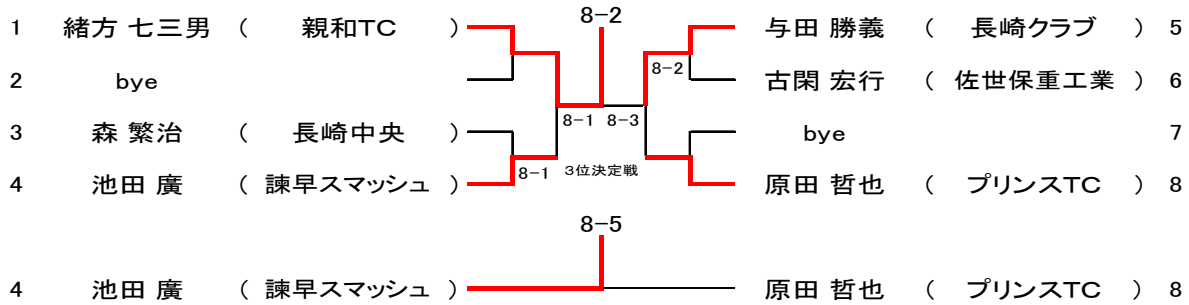 8-2
1 緒方 七三男 ( 親和TC ) 与田 勝義 ( 長崎クラブ ) 5
8-2
2 bye 古閑 宏行 ( 佐世保重工業 ) 6
8-1 8-3
3 森 繁治 ( 長崎中央 ) bye 7
8-1 3位決定戦
4 池田 廣 ( 諫早スマッシュ ) 原田 哲也 ( プリンスTC ) 8
8-5
4 池田 廣 ( 諫早スマッシュ ) 原田 哲也 ( プリンスTC ) 8